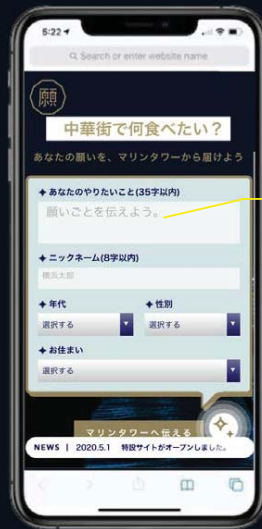 5:22
Q Search or enter website name
願
中華街で何食べたい？
あなたの願いを、マリンタワーから届けよう
✦ あなたのやりたいこと(35字以内)
願いごとを伝えよう。
✦ ニックネーム(8字以内)
横浜太郎
✦ 年代
✦ 性別
選択する
選択する
✦ お住まい
選択する
マリンタワーへ伝える
NEWS | 2020.5.1 特設サイトがオープンしました。